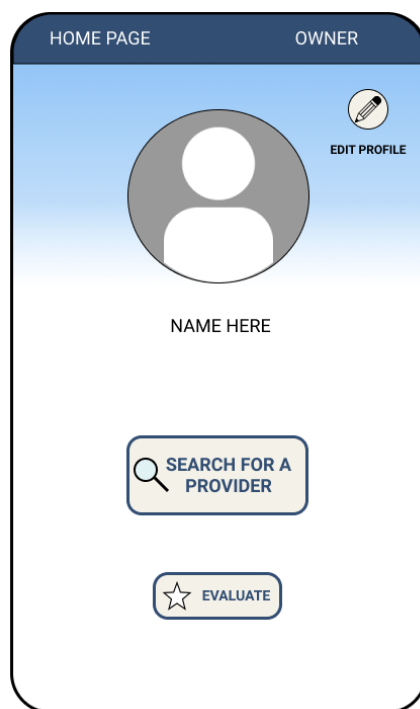 HOME PAGE OWNER
EDIT PROFILE
NAME HERE
SEARCH FOR A
PROVIDER
EVALUATE